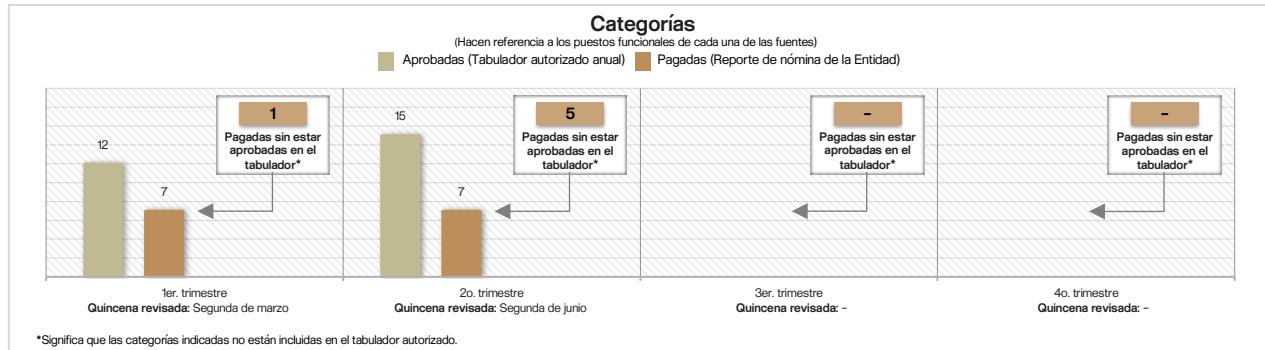 Categorías
(Hacen referencia a los puestos funcionales de cada una de las fuentes)
Aprobadas (Tabulador autorizado anual) Pagadas (Reporte de nómina de la Entidad)
12
7
1
Pagadas sin estar
aprobadas en el
tabulador*
15
7
5
Pagadas sin estar
aprobadas en el
tabulador*
–
Pagadas sin estar
aprobadas en el
tabulador*
–
Pagadas sin estar
aprobadas en el
tabulador*
1er. trimestre
Quincena revisada: Segunda de marzo
2o. trimestre
Quincena revisada: Segunda de junio
3er. trimestre
Quincena revisada: –
4o. trimestre
Quincena revisada: –
*Significa que las categorías indicadas no están incluidas en el tabulador autorizado.